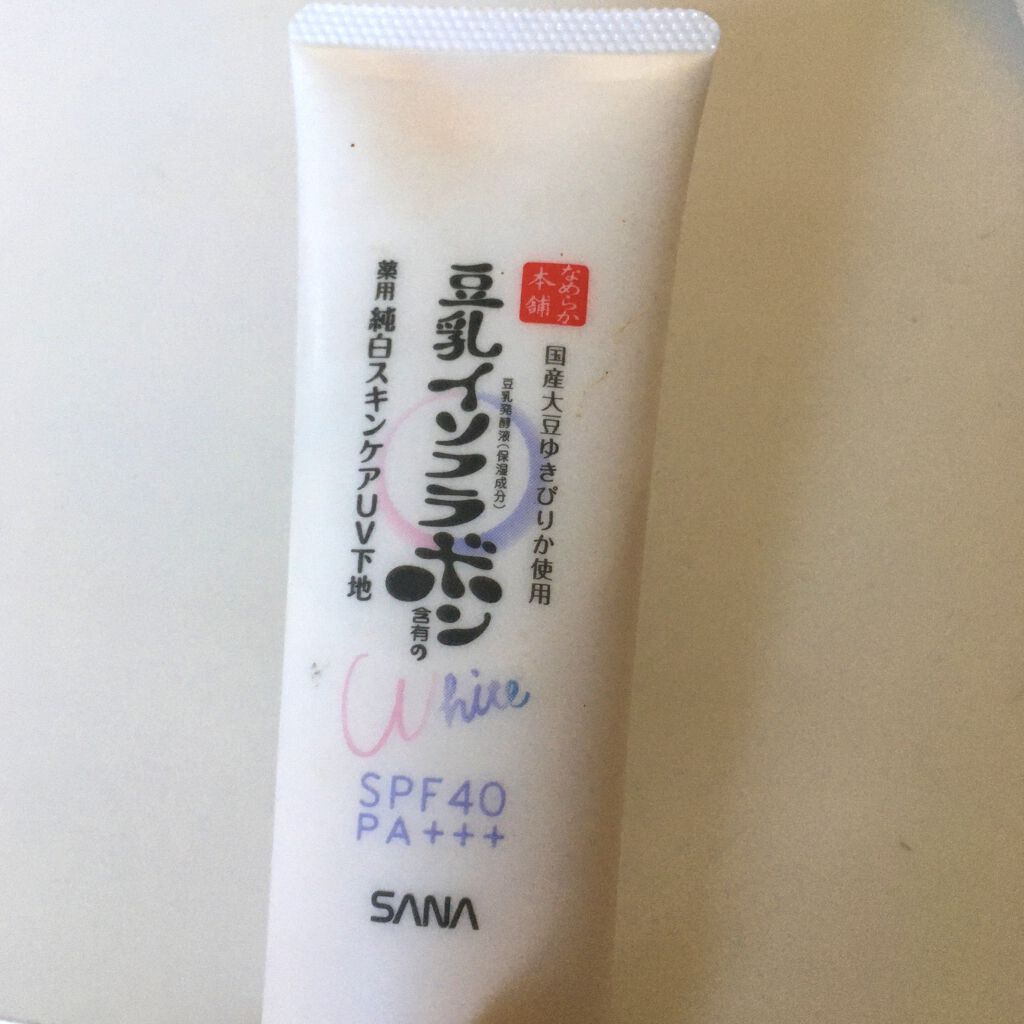 なめらか
本舗
国産大豆ゆきぴりか使用
豆乳発酵液(保湿成分)
豆乳イソフラボン
含有の
薬用 純白スキンケアUV下地
White
SPF40
PA+++
SANA